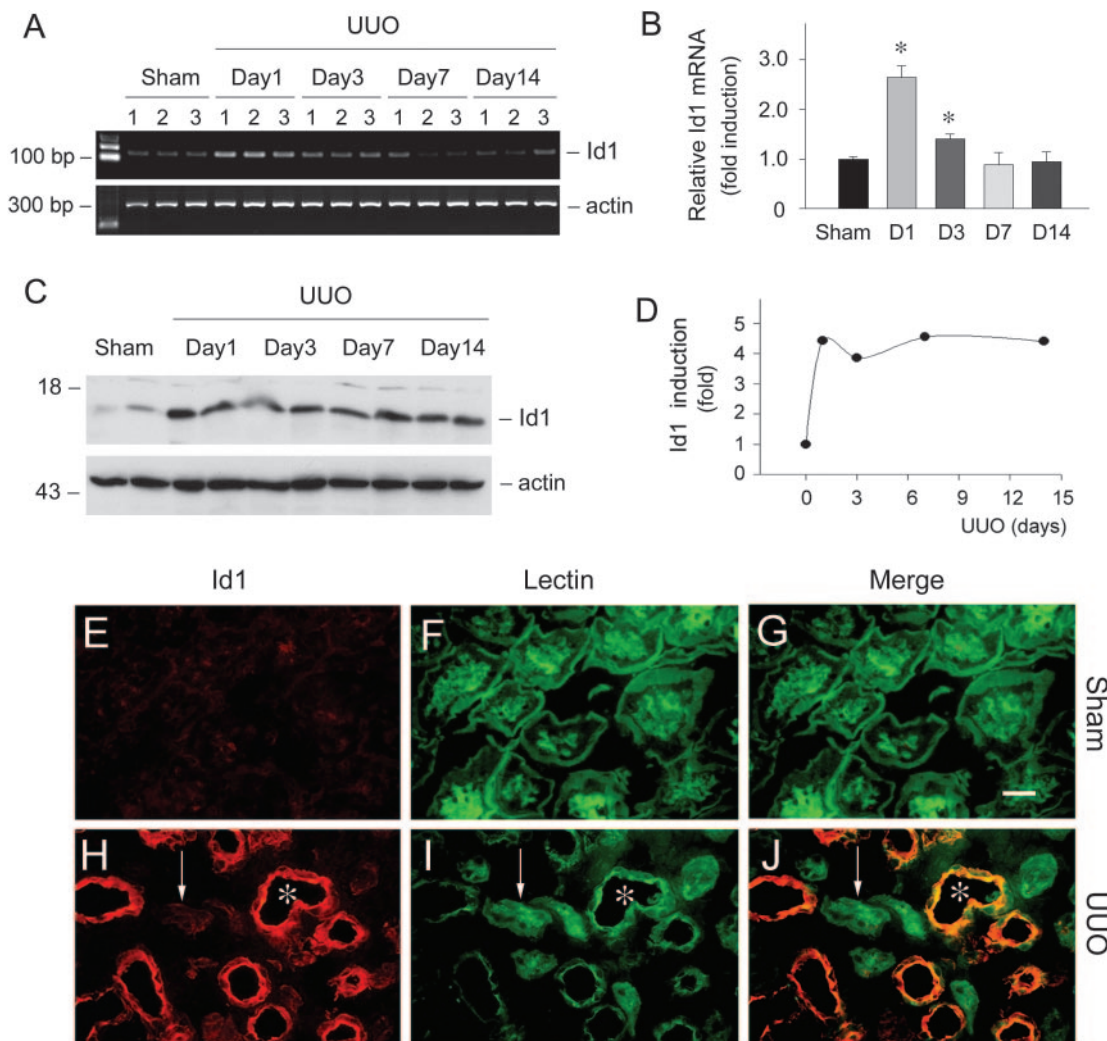 A
UUO
Sham Day1 Day3 Day7 Day14
1 2 3 1 2 3 1 2 3 1 2 3 1 2 3
100 bp – – Id1
300 bp – – actin
B
Relative Id1 mRNA
(fold induction)
3.0
2.0
1.0
0
* *
Sham D1 D3 D7 D14
C
UUO
Sham Day1 Day3 Day7 Day14
18 –
– Id1
43 – – actin
D
Id1 induction
(fold)
5
4
3
2
1
0
0 3 6 9 12 15
UUO (days)
Id1 Lectin Merge
E F G Sham
H * I * J * UUO